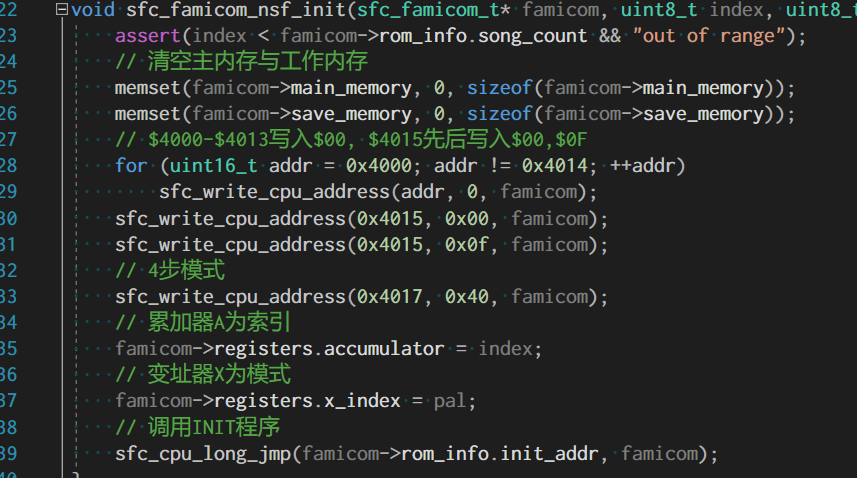 22 void sfc_famicom_nsf_init(sfc_famicom_t* famicom, uint8_t index, uint8_t
23 assert(index < famicom->rom_info.song_count && "out of range");
24 // 清空主内存与工作内存
25 memset(famicom->main_memory, 0, sizeof(famicom->main_memory));
26 memset(famicom->save_memory, 0, sizeof(famicom->save_memory));
27 // $4000-$4013写入$00, $4015先后写入$00,$0F
28 for (uint16_t addr = 0x4000; addr != 0x4014; ++addr)
29 sfc_write_cpu_address(addr, 0, famicom);
30 sfc_write_cpu_address(0x4015, 0x00, famicom);
31 sfc_write_cpu_address(0x4015, 0x0f, famicom);
32 // 4步模式
33 sfc_write_cpu_address(0x4017, 0x40, famicom);
34 // 累加器A为索引
35 famicom->registers.accumulator = index;
36 // 变址器X为模式
37 famicom->registers.x_index = pal;
38 // 调用INIT程序
39 sfc_cpu_long_jmp(famicom->rom_info.init_addr, famicom);